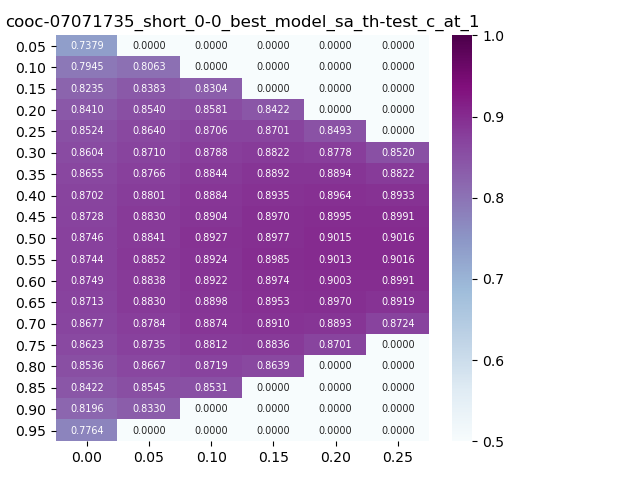 cooc-07071735_short_0-0_best_model_sa_th-test_c_at_1
0.05 0.7379 0.0000 0.0000 0.0000 0.0000 0.0000
0.10 0.7945 0.8063 0.0000 0.0000 0.0000 0.0000
0.15 0.8235 0.8383 0.8304 0.0000 0.0000 0.0000
0.20 0.8410 0.8540 0.8581 0.8422 0.0000 0.0000
0.25 0.8524 0.8640 0.8706 0.8701 0.8493 0.0000
0.30 0.8604 0.8710 0.8788 0.8822 0.8778 0.8520
0.35 0.8655 0.8766 0.8844 0.8892 0.8894 0.8822
0.40 0.8702 0.8801 0.8884 0.8935 0.8964 0.8933
0.45 0.8728 0.8830 0.8904 0.8970 0.8995 0.8991
0.50 0.8746 0.8841 0.8927 0.8977 0.9015 0.9016
0.55 0.8744 0.8852 0.8924 0.8985 0.9013 0.9016
0.60 0.8749 0.8838 0.8922 0.8974 0.9003 0.8991
0.65 0.8713 0.8830 0.8898 0.8953 0.8970 0.8919
0.70 0.8677 0.8784 0.8874 0.8910 0.8893 0.8724
0.75 0.8623 0.8735 0.8812 0.8836 0.8701 0.0000
0.80 0.8536 0.8667 0.8719 0.8639 0.0000 0.0000
0.85 0.8422 0.8545 0.8531 0.0000 0.0000 0.0000
0.90 0.8196 0.8330 0.0000 0.0000 0.0000 0.0000
0.95 0.7764 0.0000 0.0000 0.0000 0.0000 0.0000
0.00 0.05 0.10 0.15 0.20 0.25
1.0
0.9
0.8
0.7
0.6
0.5